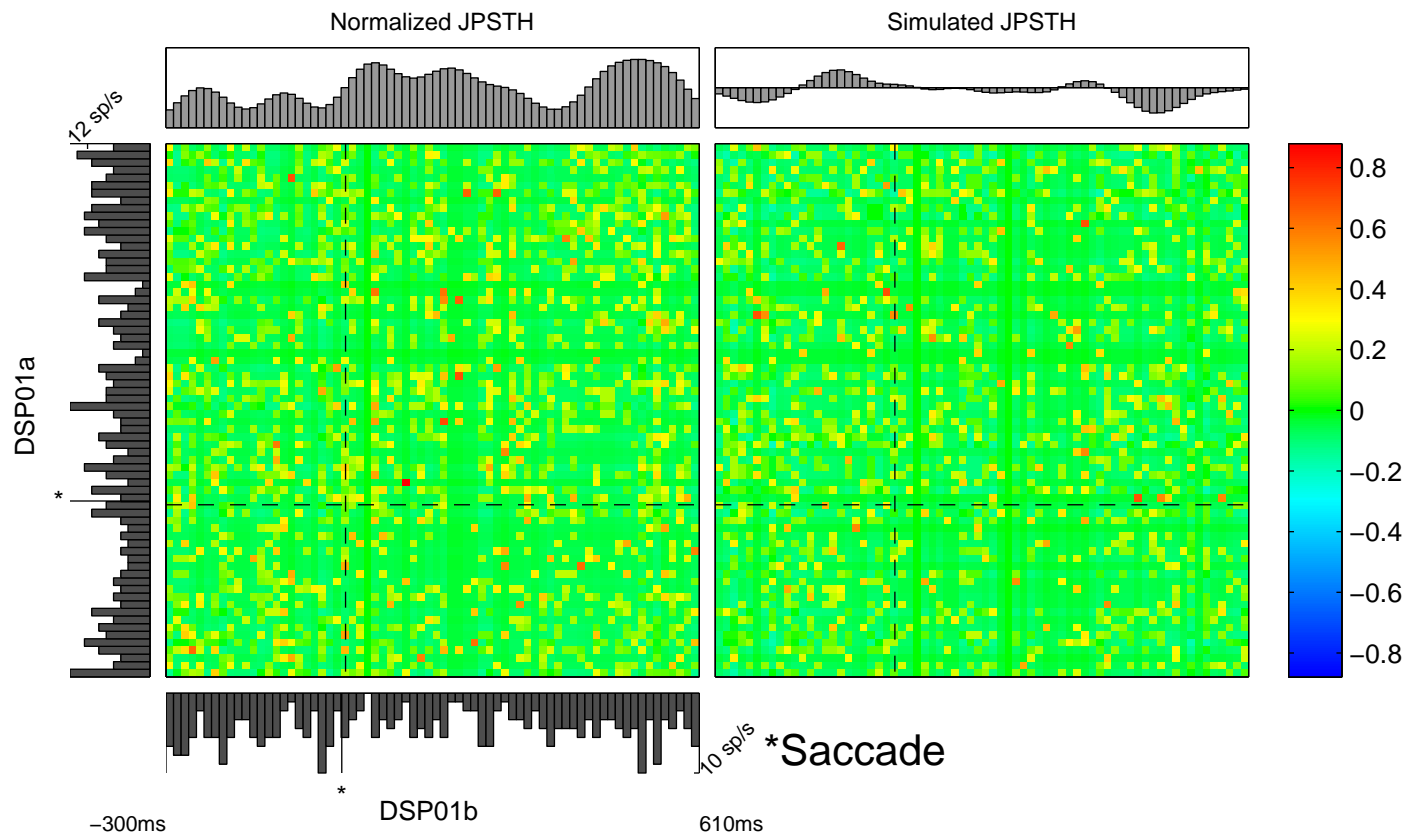 Normalized JPSTH
Simulated JPSTH
12 sp/s
DSP01a
*
0.8
0.6
0.4
0.2
0
−0.2
−0.4
−0.6
−0.8
10 sp/s
*Saccade
*
DSP01b
−300ms
610ms